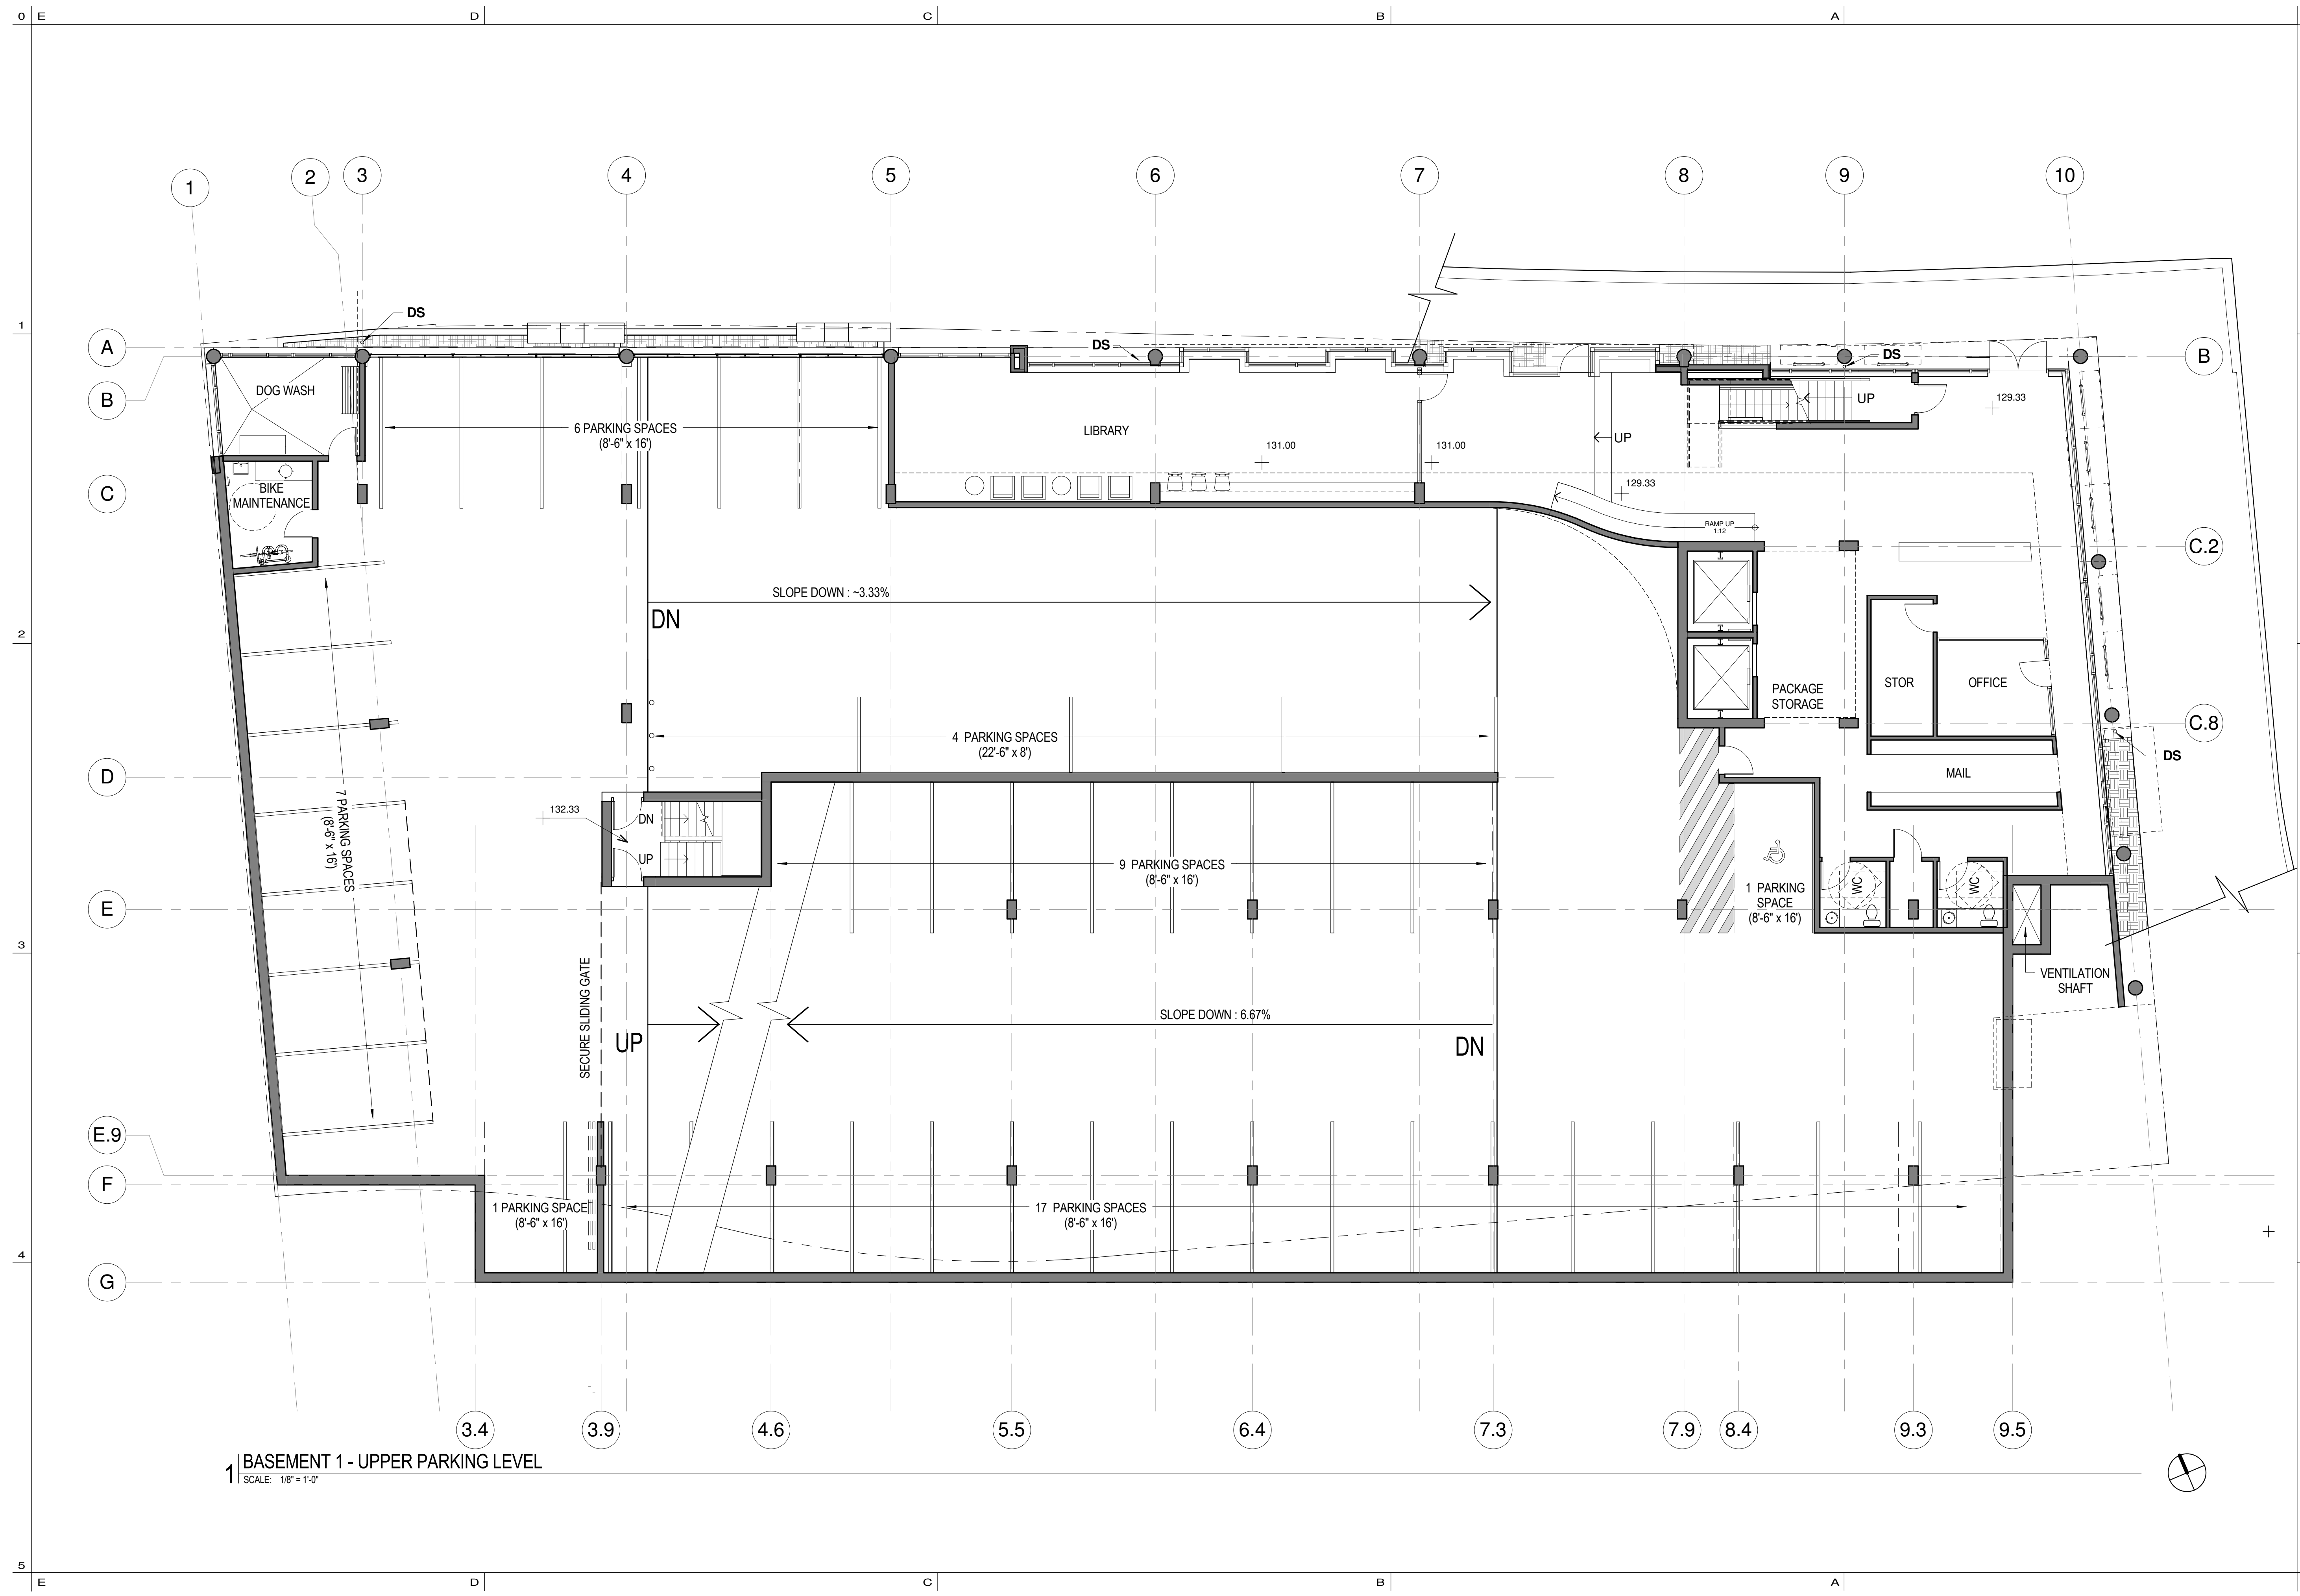 0 E D C B A
1 2 3 4 5 6 7 8 9 10
DS
1
A
DS
DS
B
B
DOG WASH
UP
129.33
6 PARKING SPACES
(8'-6" x 16')
LIBRARY
UP
131.00
131.00
C
BIKE
MAINTENANCE
129.33
RAMP UP
1:12
C.2
SLOPE DOWN : ~3.33%
DN
2
STOR
OFFICE
PACKAGE
STORAGE
C.8
4 PARKING SPACES
(22'-6" x 8')
DS
D
MAIL
7 PARKING SPACES
(8'-6" x 16')
132.33
DN
UP
9 PARKING SPACES
(8'-6" x 16')
WC
WC
1 PARKING
SPACE
(8'-6" x 16')
E
3
SECURE SLIDING GATE
VENTILATION
SHAFT
SLOPE DOWN : 6.67%
UP
DN
E.9
F
1 PARKING SPACE
(8'-6" x 16')
17 PARKING SPACES
(8'-6" x 16')
4
G
3.4 3.9 4.6 5.5 6.4 7.3 7.9 8.4 9.3 9.5
1 BASEMENT 1 - UPPER PARKING LEVEL
SCALE: 1/8" = 1'-0"
5
E D C B A